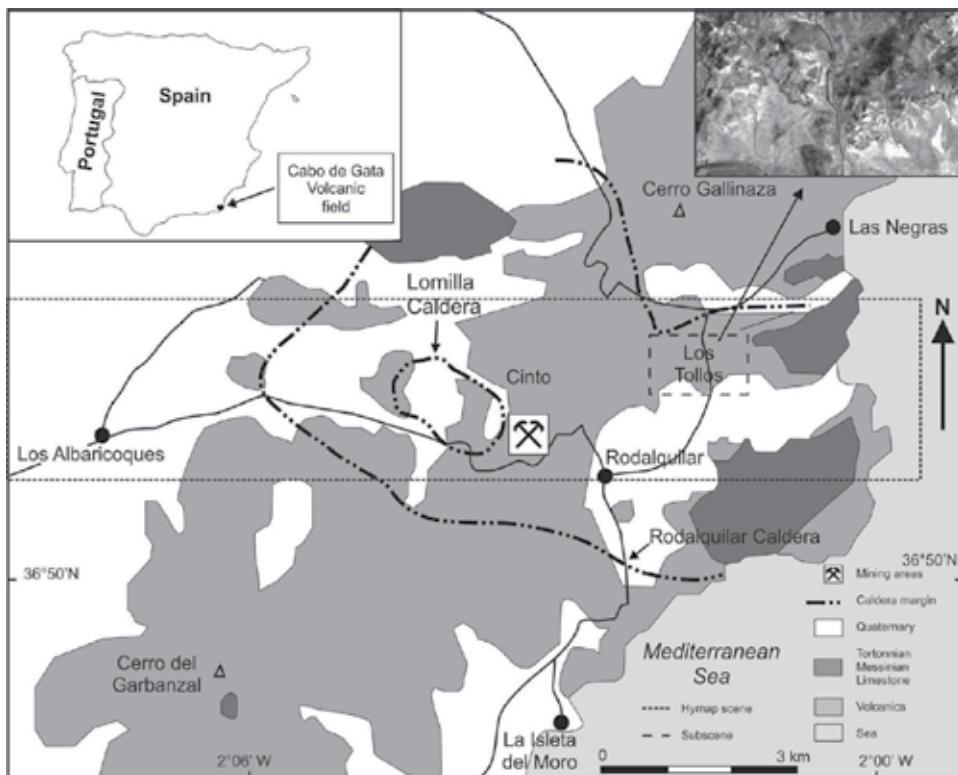 Portugal
Spain
Cabo de Gata
Volcanic
field
Cerro Gallinaza
Las Negras
Lomilla
Caldera
N
Cinto
Los
Tollos
Los Albaricoques
Rodalquilar
Rodalquilar Caldera
36°50'N
36°50'N
Mining areas
Caldera margin
Quaternary
Tortonnian
Messinian
Limestone
Volcanics
Sea
Mediterranean
Sea
Hymap scene
Subscene
Cerro del
Garbanzal
La Isleta
del Moro
2°06' W
0
3 km
2°00' W